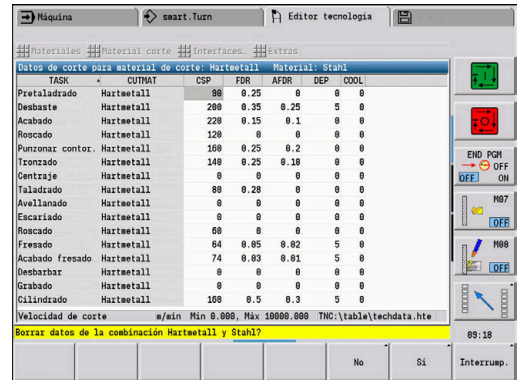 Máquina smart.Turn Editor tecnología
Materiales Material corte Interfaces… Extras
Datos de corte para material de corte: Hartmetall Material: Stahl
TASK CUTMAT CSP FDR AFDR DEP COOL
Pretaladrado Hartmetall 90 0.25 0 0 0
Desbaste Hartmetall 200 0.35 0.25 5 0
Acabado Hartmetall 220 0.15 0.1 0 0
Roscado Hartmetall 120 0 0 0 0
Punzonar contor. Hartmetall 160 0.25 0.2 0 0
Tronzado Hartmetall 140 0.25 0.18 0 0
Centraje Hartmetall 0 0 0 0 0
Taladrado Hartmetall 80 0.28 0 0 0
Avellanado Hartmetall 0 0 0 0 0
Escariado Hartmetall 0 0 0 0 0
Roscado Hartmetall 60 0 0 0 0
Fresado Hartmetall 64 0.05 0.02 5 0
Acabado fresado Hartmetall 74 0.03 0.01 5 0
Desbarbar Hartmetall 0 0 0 0 0
Grabado Hartmetall 0 0 0 0 0
Cilindrado Hartmetall 160 0.5 0.3 5 0
Velocidad de corte m/min Mín 0.000, Máx 10000.000 TNC:\table\techdata.hte
Borrar datos de la combinación Hartmetall y Stahl?
No Sí Interrump.
END PGM
OFF
OFF ON
M07
OFF
M08
OFF
09:18